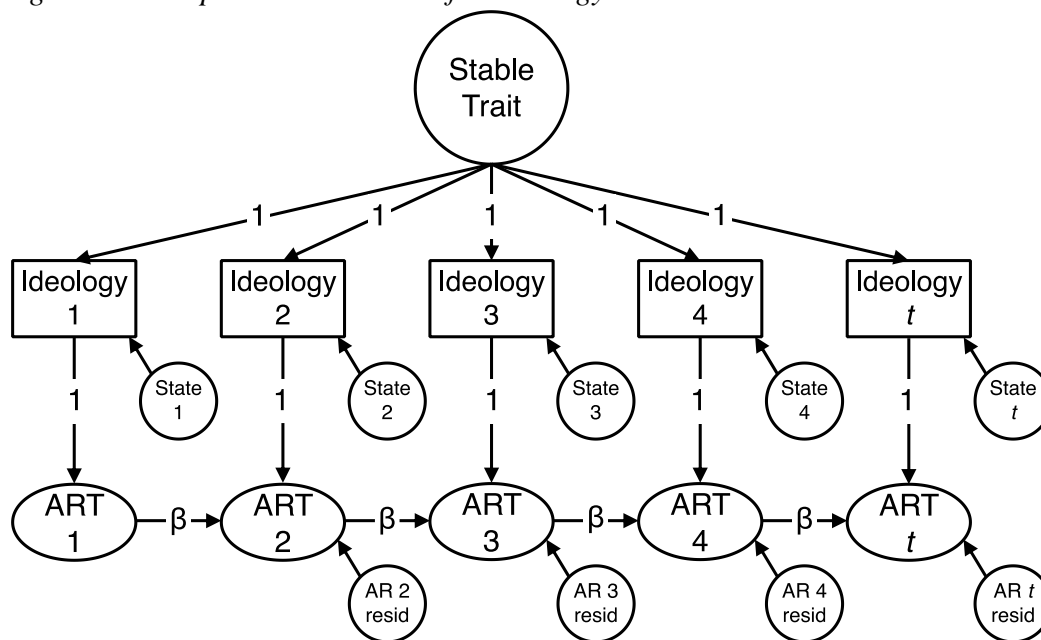 Stable
Trait
1 1 1 1 1
Ideology Ideology Ideology Ideology Ideology
1 2 3 4 t
State State State State State
1 2 3 4 t
1 1 1 1 1
ART ART ART ART ART
1 2 3 4 t
β β β β
AR 2 AR 3 AR 4 AR t
resid resid resid resid